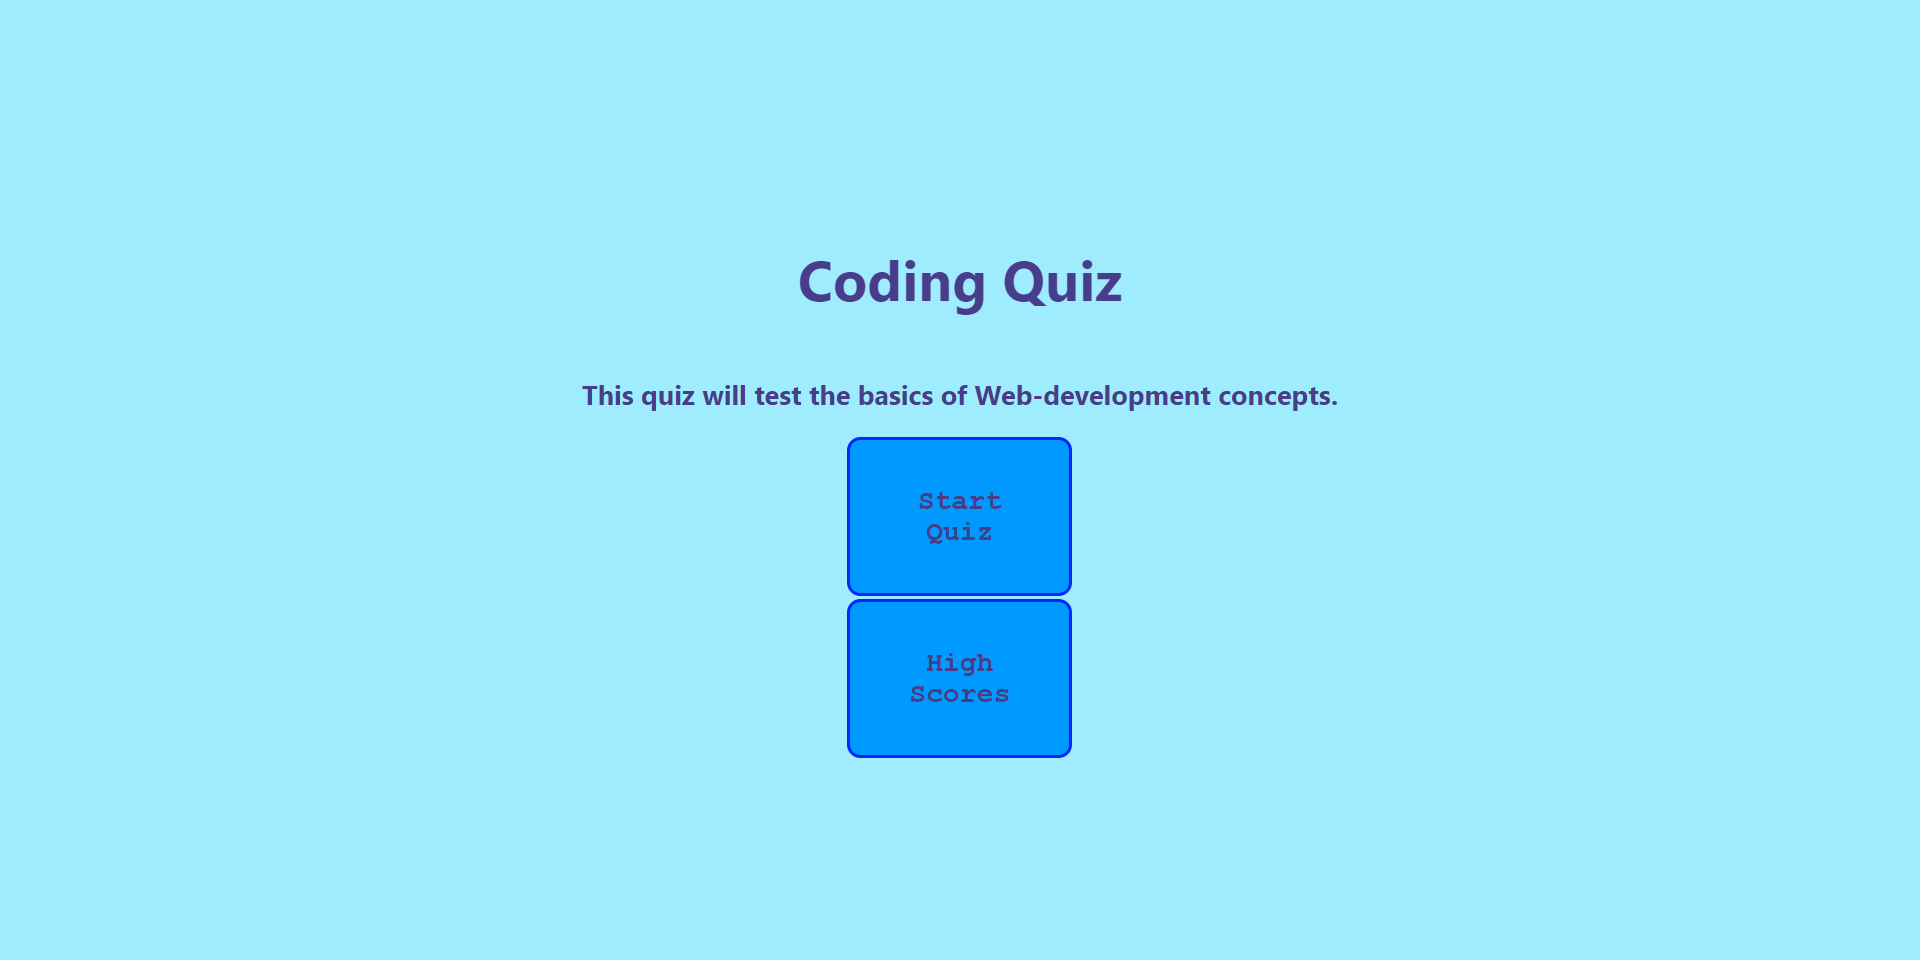 Coding Quiz
This quiz will test the basics of Web-development concepts.
Start
Quiz
High
Scores